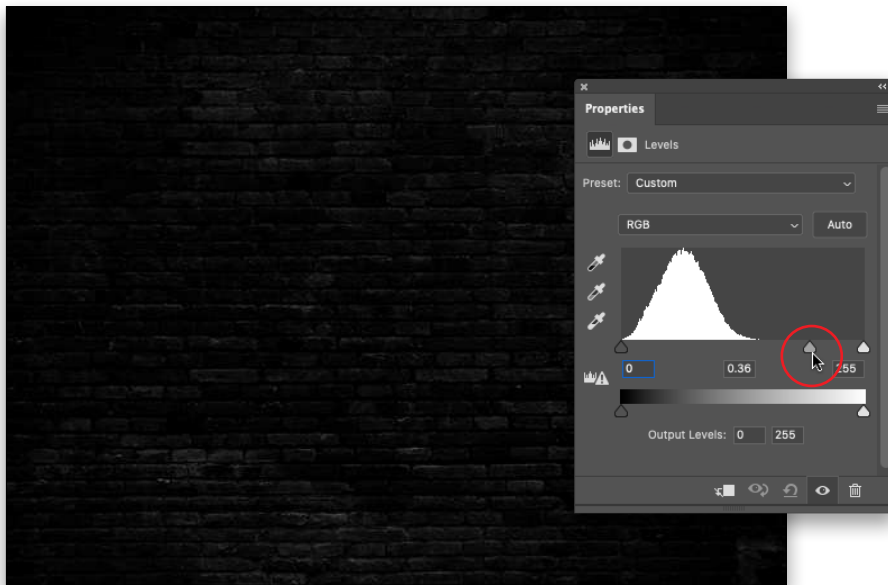 Properties
Levels
Preset: Custom
RGB Auto
0 0.36 255
Output Levels: 0 255